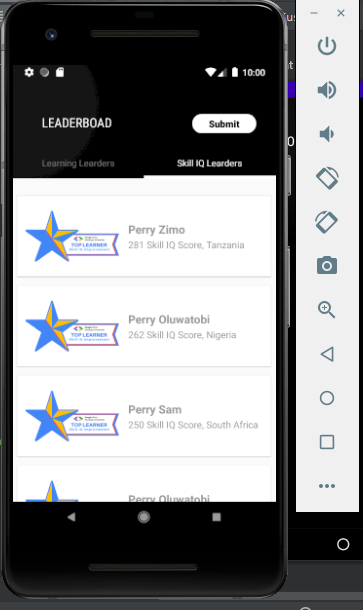 10:00
LEADERBOAD
Submit
Learning Learders
Skill IQ Learders
TOP LEARNER
Perry Zimo
281 Skill IQ Score, Tanzania
TOP LEARNER
Perry Oluwatobi
262 Skill IQ Score, Nigeria
TOP LEARNER
Perry Sam
250 Skill IQ Score, South Africa
Perry Oluwatobi